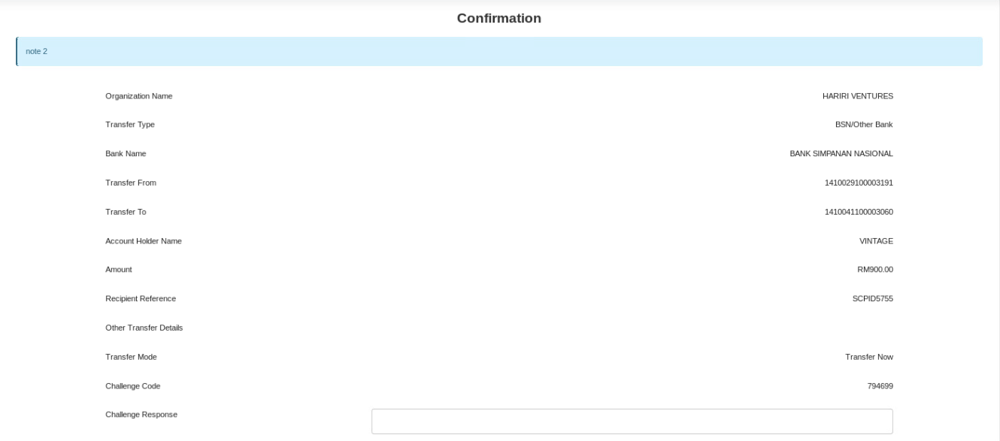 Confirmation
note 2
Organization Name HARIRI VENTURES
Transfer Type BSN/Other Bank
Bank Name BANK SIMPANAN NASIONAL
Transfer From 1410029100003191
Transfer To 1410041100003060
Account Holder Name VINTAGE
Amount RM900.00
Recipient Reference SCPID5755
Other Transfer Details
Transfer Mode Transfer Now
Challenge Code 794699
Challenge Response